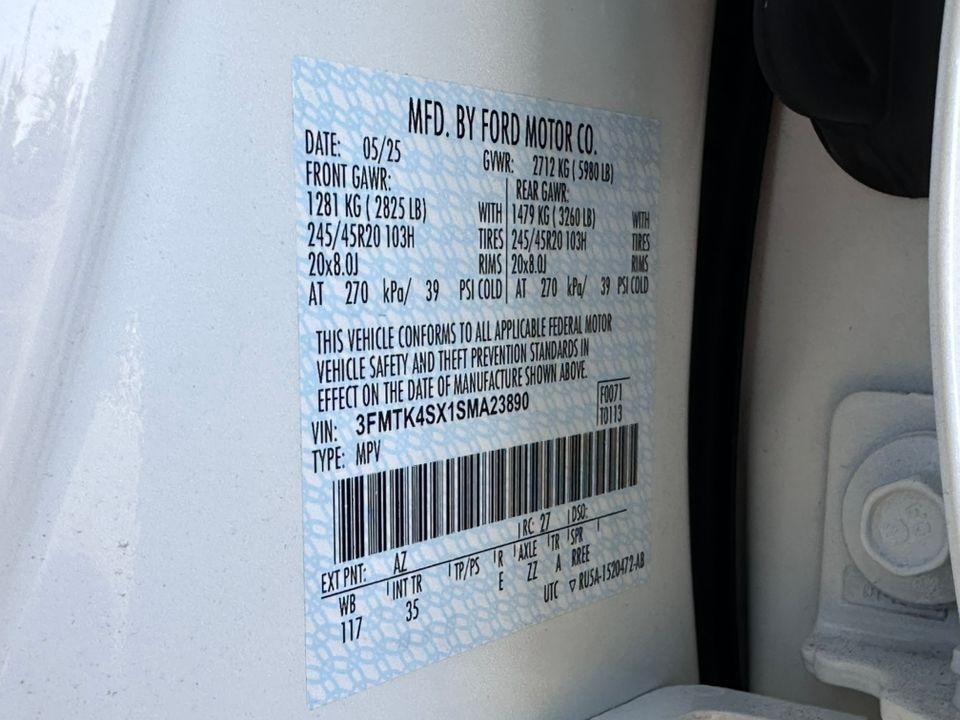 MFD. BY FORD MOTOR CO.
DATE: 05/25 GVWR: 2712 KG ( 5980 LB)
FRONT GAWR: REAR GAWR:
1281 KG ( 2825 LB) WITH 1479 KG ( 3260 LB) WITH
245/45R20 103H TIRES 245/45R20 103H TIRES
20x8.0J RIMS 20x8.0J RIMS
AT 270 kPa/ 39 PSI COLD AT 270 kPa/ 39 PSI COLD
THIS VEHICLE CONFORMS TO ALL APPLICABLE FEDERAL MOTOR
VEHICLE SAFETY AND THEFT PREVENTION STANDARDS IN
EFFECT ON THE DATE OF MANUFACTURE SHOWN ABOVE.
VIN: 3FMTK4SX1SMA23890 F0071
TYPE: MPV T0113
EXT PNT: AZ RC: 27 DSO:
WB INT TR TP/PS R AXLE TR SPR
117 35 E ZZ A RREE
UTC ▽ RU5A-1520472-AB